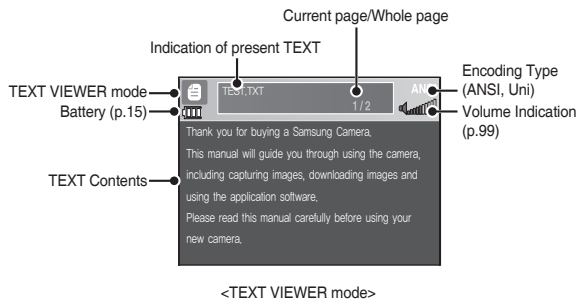 Current page/Whole page
Indication of present TEXT
Encoding Type
(ANSI, Uni)
TEXT VIEWER mode
Battery (p.15)
Volume Indication
(p.99)
TEXT Contents
TEST.TXT
1 / 2
AN
Thank you for buying a Samsung Camera.
This manual will guide you through using the camera,
including capturing images, downloading images and
using the application software.
Please read this manual carefully before using your
new camera.
<TEXT VIEWER mode>